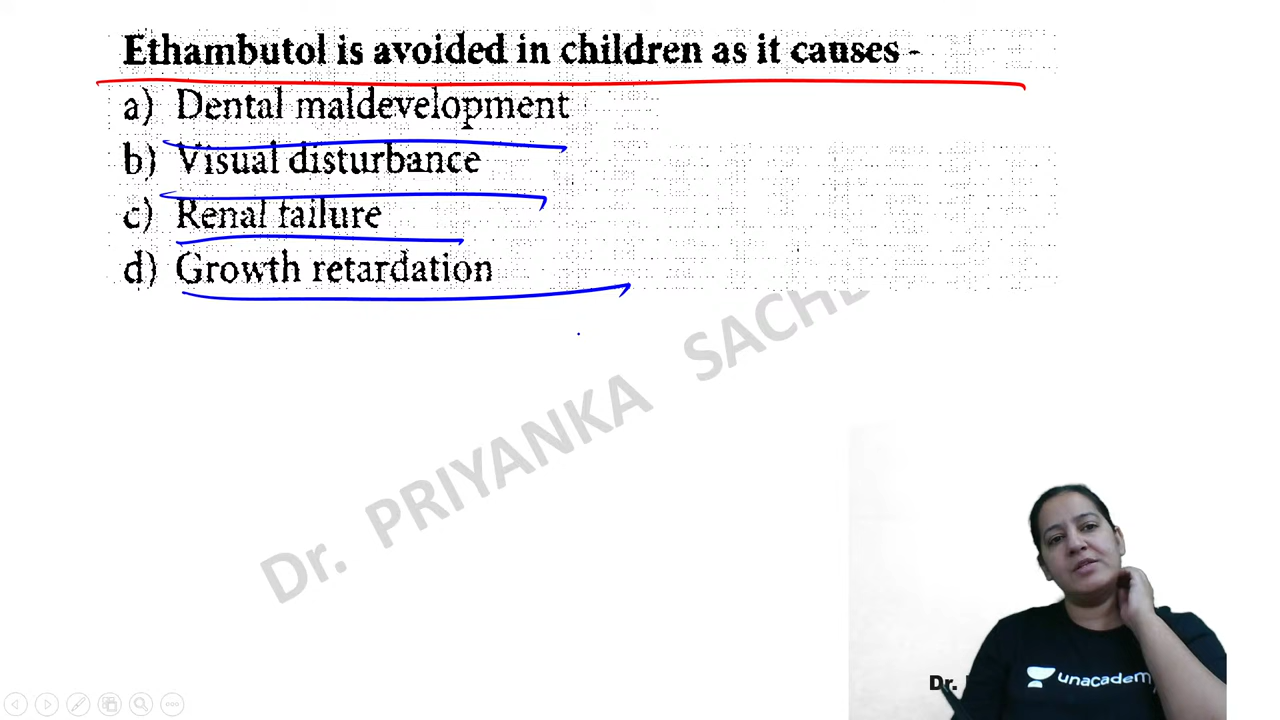 Ethambutol is avoided in children as it causes -
a) Dental maldevelopment
b) Visual disturbance
c) Renal failure
d) Growth retardation
Dr. PRIYANKA
Dr.
unacademy